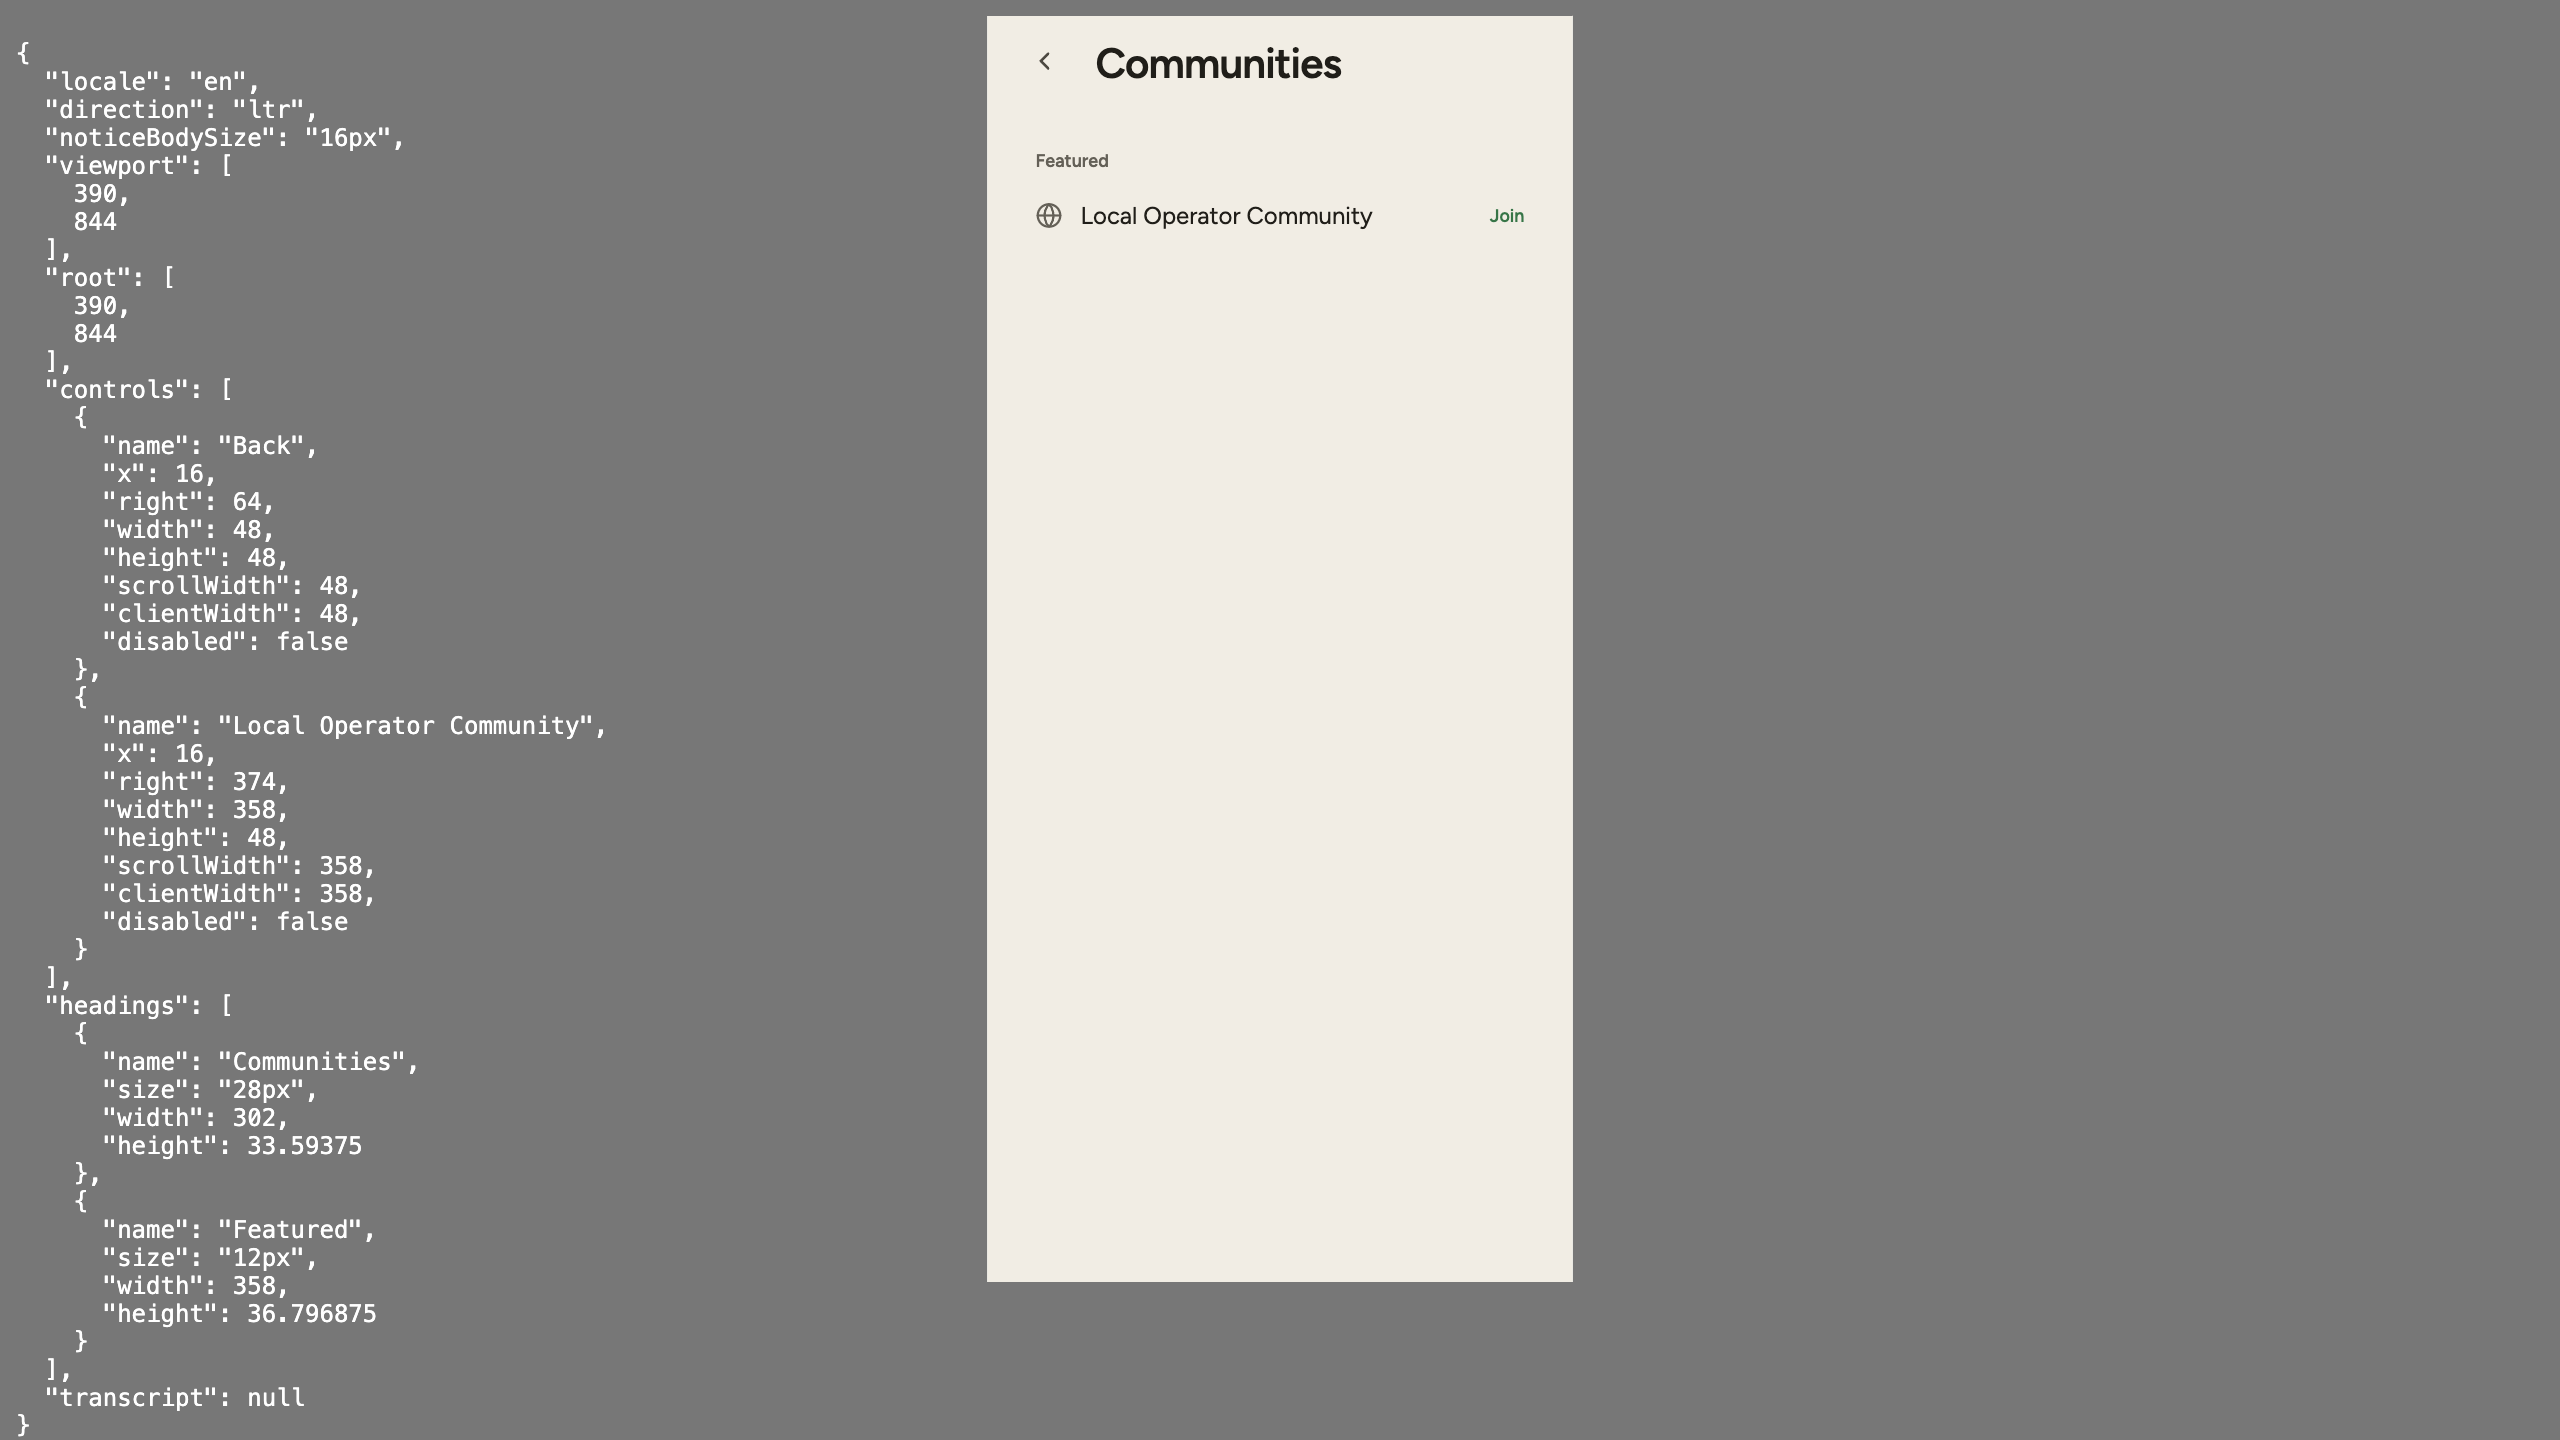 {
"locale": "en",
"direction": "ltr",
"noticeBodySize": "16px",
"viewport": [
390,
844
],
"root": [
390,
844
],
"controls": [
{
"name": "Back",
"x": 16,
"right": 64,
"width": 48,
"height": 48,
"scrollWidth": 48,
"clientWidth": 48,
"disabled": false
},
{
"name": "Local Operator Community",
"x": 16,
"right": 374,
"width": 358,
"height": 48,
"scrollWidth": 358,
"clientWidth": 358,
"disabled": false
}
],
"headings": [
{
"name": "Communities",
"size": "28px",
"width": 302,
"height": 33.59375
},
{
"name": "Featured",
"size": "12px",
"width": 358,
"height": 36.796875
}
],
"transcript": null
}
Communities
Featured
Local Operator Community
Join